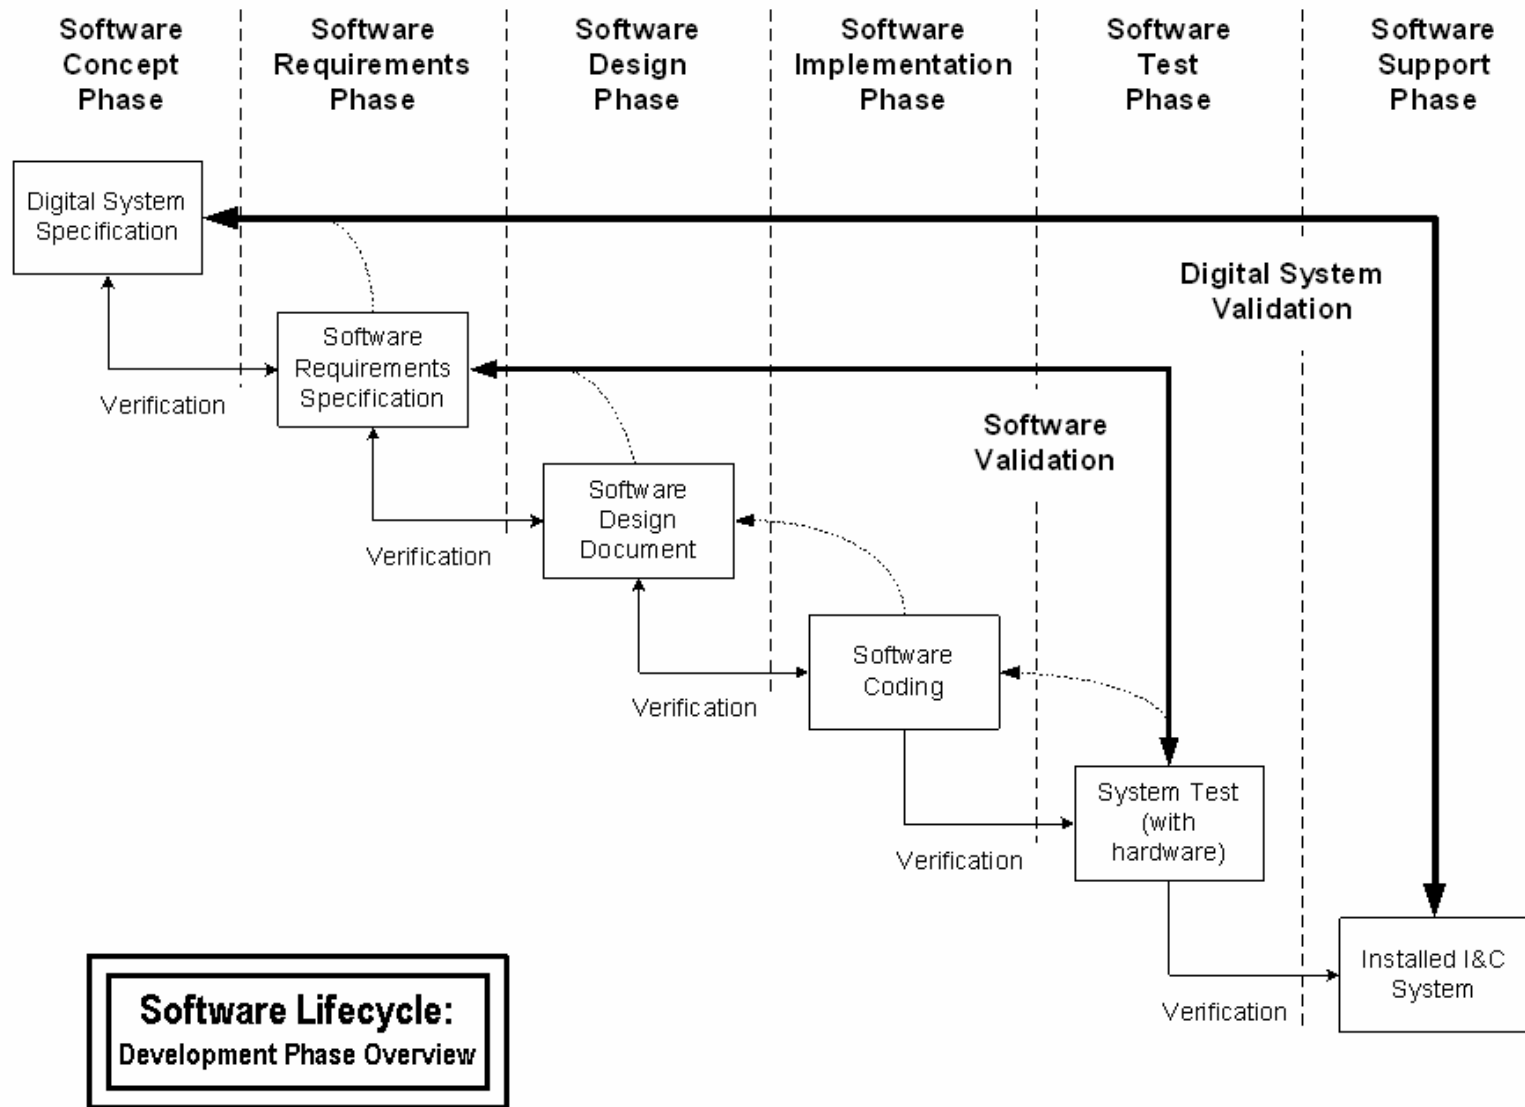 Software
Concept
Phase
Software
Requirements
Phase
Software
Design
Phase
Software
Implementation
Phase
Software
Test
Phase
Software
Support
Phase
Digital System
Specification
Digital System
Validation
Software
Requirements
Specification
Verification
Software
Validation
Software
Design
Document
Verification
Software
Coding
Verification
System Test
(with
hardware)
Verification
Installed I&C
System
Verification
Software Lifecycle:
Development Phase Overview